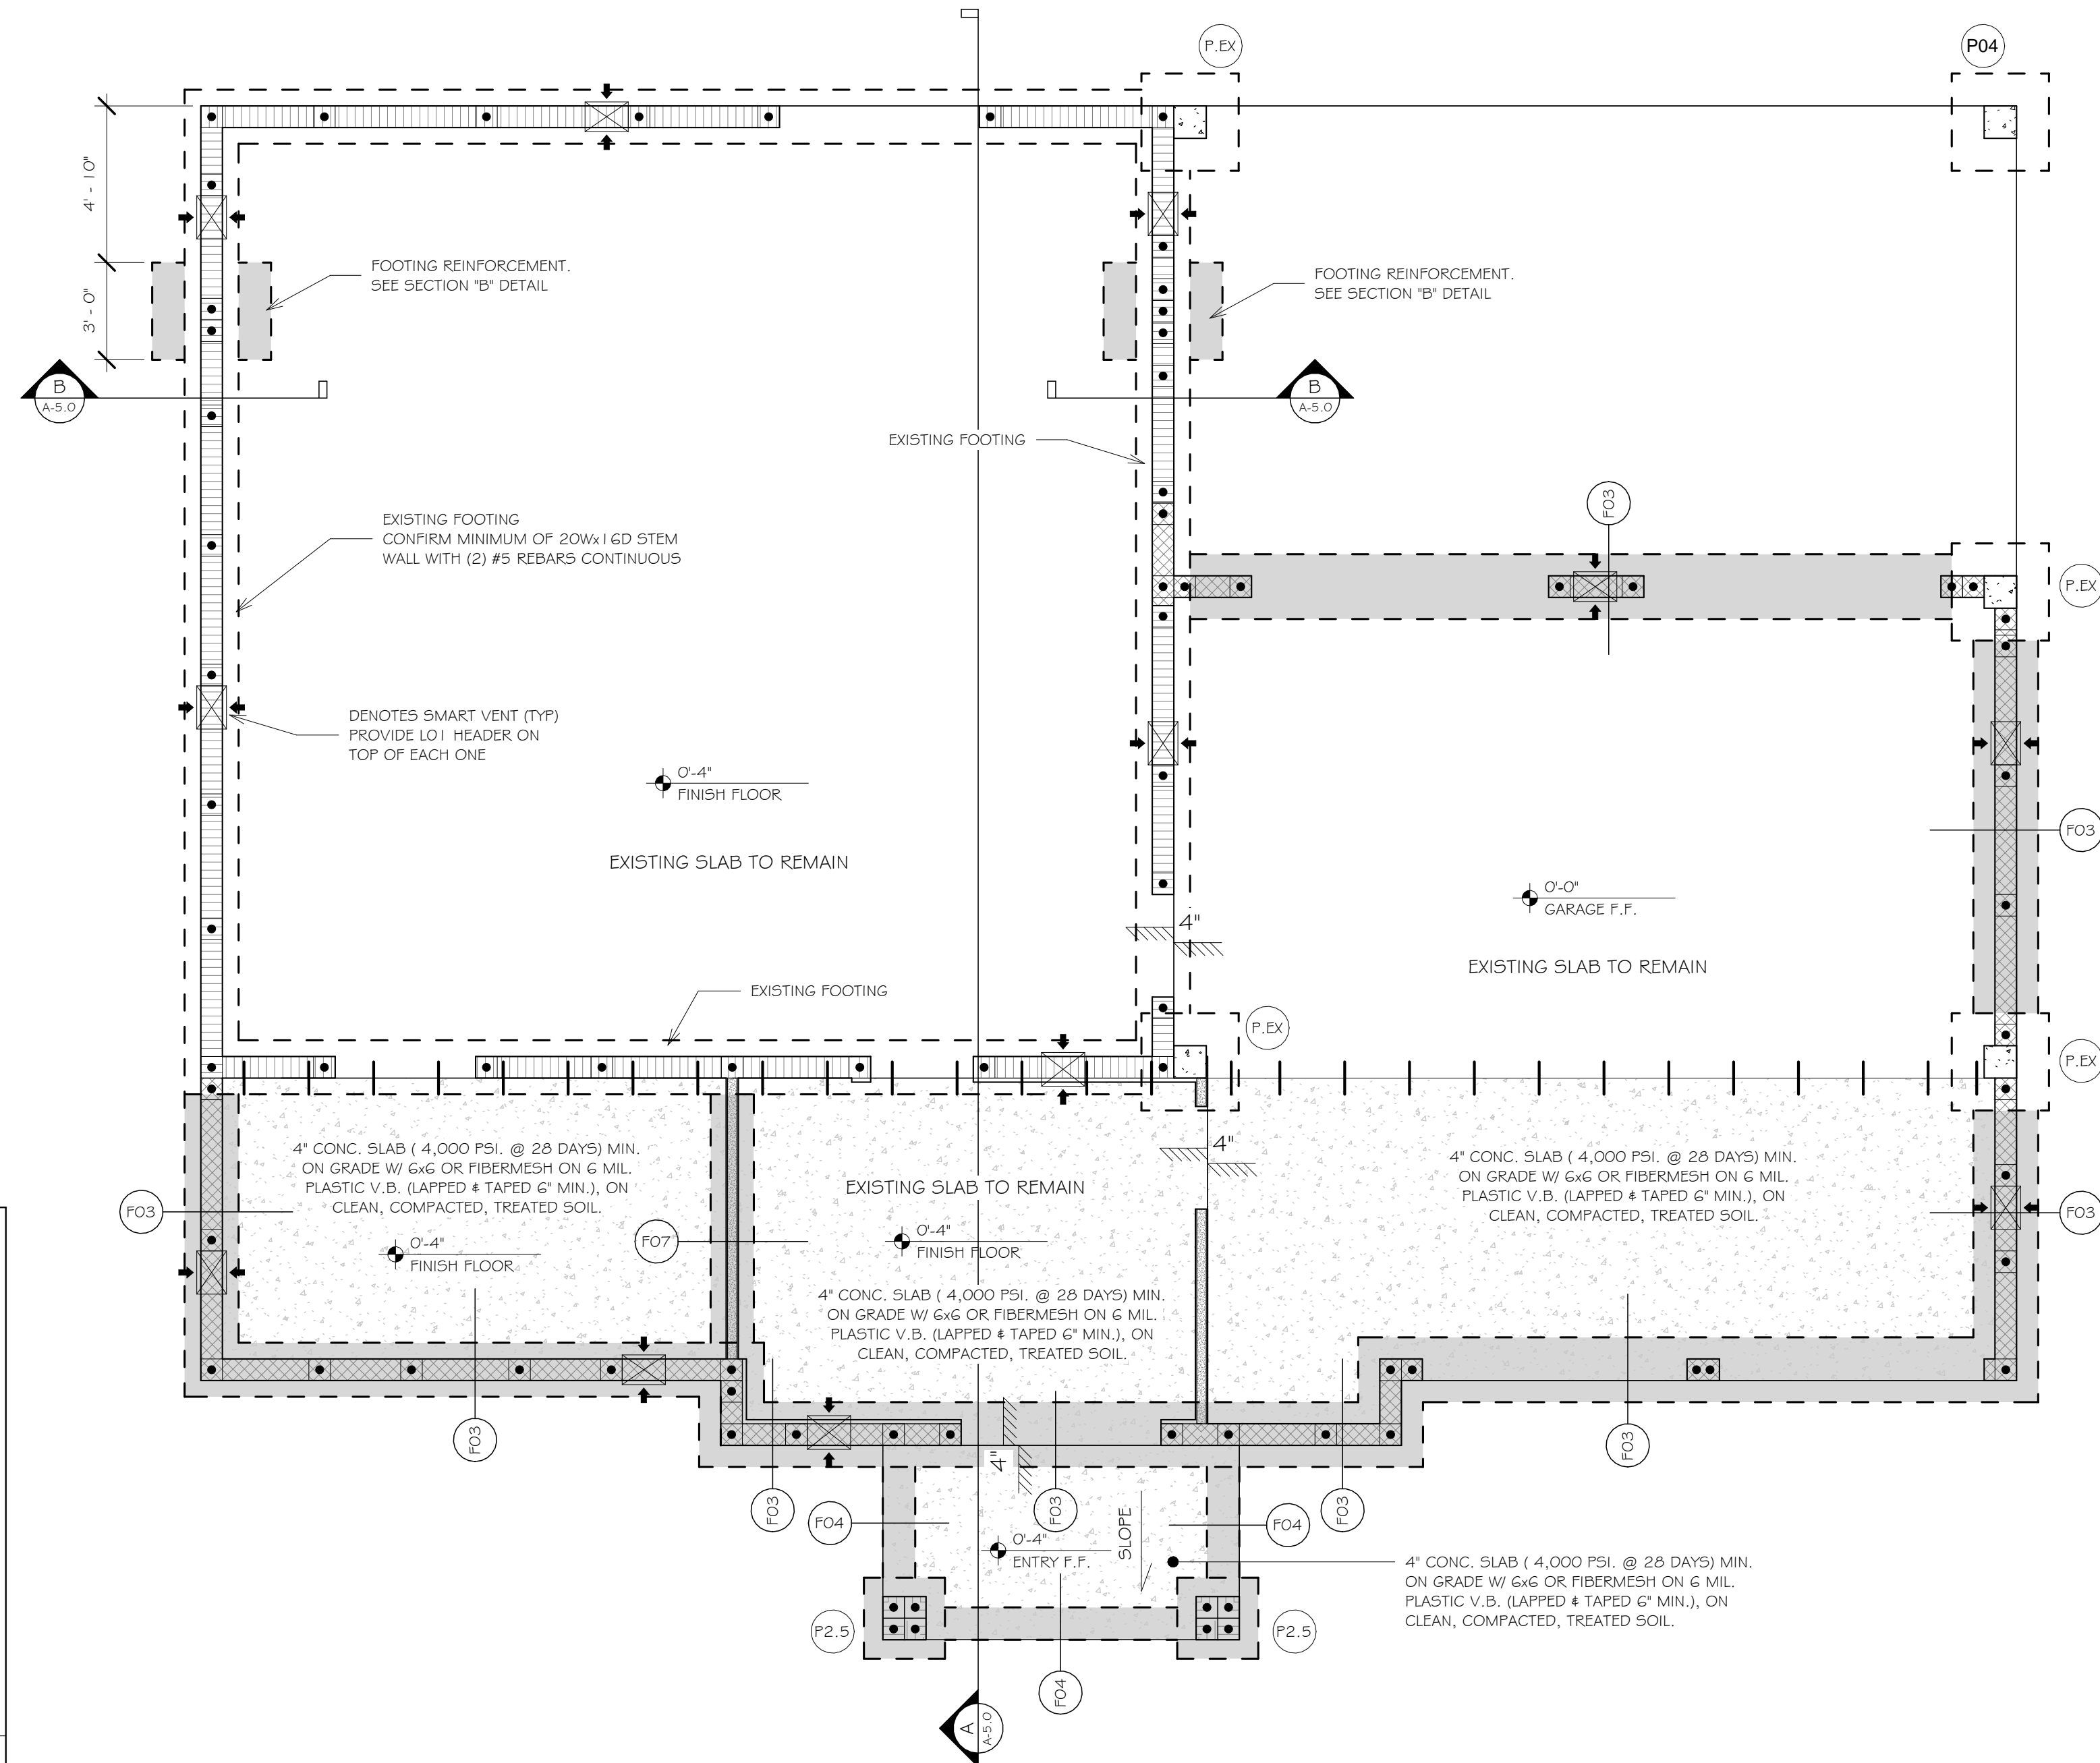 P.EX
P04
4' - 10"
3' - 0"
FOOTING REINFORCEMENT.
SEE SECTION "B" DETAIL
FOOTING REINFORCEMENT.
SEE SECTION "B" DETAIL
B
A-5.0
B
A-5.0
EXISTING FOOTING
EXISTING FOOTING
CONFIRM MINIMUM OF 20Wx16D STEM
WALL WITH (2) #5 REBARS CONTINUOUS
F03
P.EX
DENOTES SMART VENT (TYP)
PROVIDE L01 HEADER ON
TOP OF EACH ONE
0'-4"
FINISH FLOOR
EXISTING SLAB TO REMAIN
F03
0'-0"
GARAGE F.F.
4"
EXISTING SLAB TO REMAIN
EXISTING FOOTING
P.EX
P.EX
4" CONC. SLAB ( 4,000 PSI. @ 28 DAYS) MIN.
ON GRADE W/ 6x6 OR FIBERMESH ON 6 MIL.
PLASTIC V.B. (LAPPED & TAPED 6" MIN.), ON
CLEAN, COMPACTED, TREATED SOIL.
4"
4" CONC. SLAB ( 4,000 PSI. @ 28 DAYS) MIN.
ON GRADE W/ 6x6 OR FIBERMESH ON 6 MIL.
PLASTIC V.B. (LAPPED & TAPED 6" MIN.), ON
CLEAN, COMPACTED, TREATED SOIL.
EXISTING SLAB TO REMAIN
F03
F03
F07
0'-4"
FINISH FLOOR
0'-4"
FINISH FLOOR
4" CONC. SLAB ( 4,000 PSI. @ 28 DAYS) MIN.
ON GRADE W/ 6x6 OR FIBERMESH ON 6 MIL.
PLASTIC V.B. (LAPPED & TAPED 6" MIN.), ON
CLEAN, COMPACTED, TREATED SOIL.
F03
F03
4"
F03
F03
F03
F04
F04
SLOPE
0'-4"
ENTRY F.F.
4" CONC. SLAB ( 4,000 PSI. @ 28 DAYS) MIN.
ON GRADE W/ 6x6 OR FIBERMESH ON 6 MIL.
PLASTIC V.B. (LAPPED & TAPED 6" MIN.), ON
CLEAN, COMPACTED, TREATED SOIL.
P2.5
P2.5
F04
A
A-5.0